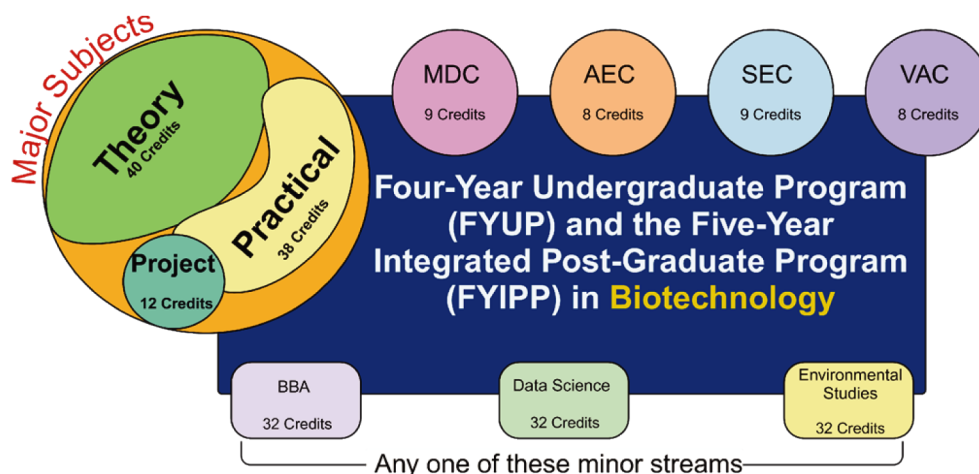 Major Subjects
Theory
40 Credits
Practical
38 Credits
Project
12 Credits
MDC
9 Credits
AEC
8 Credits
SEC
9 Credits
VAC
8 Credits
Four-Year Undergraduate Program
(FYUP) and the Five-Year
Integrated Post-Graduate Program
(FYIPP) in Biotechnology
BBA
32 Credits
Data Science
32 Credits
Environmental
Studies
32 Credits
Any one of these minor streams